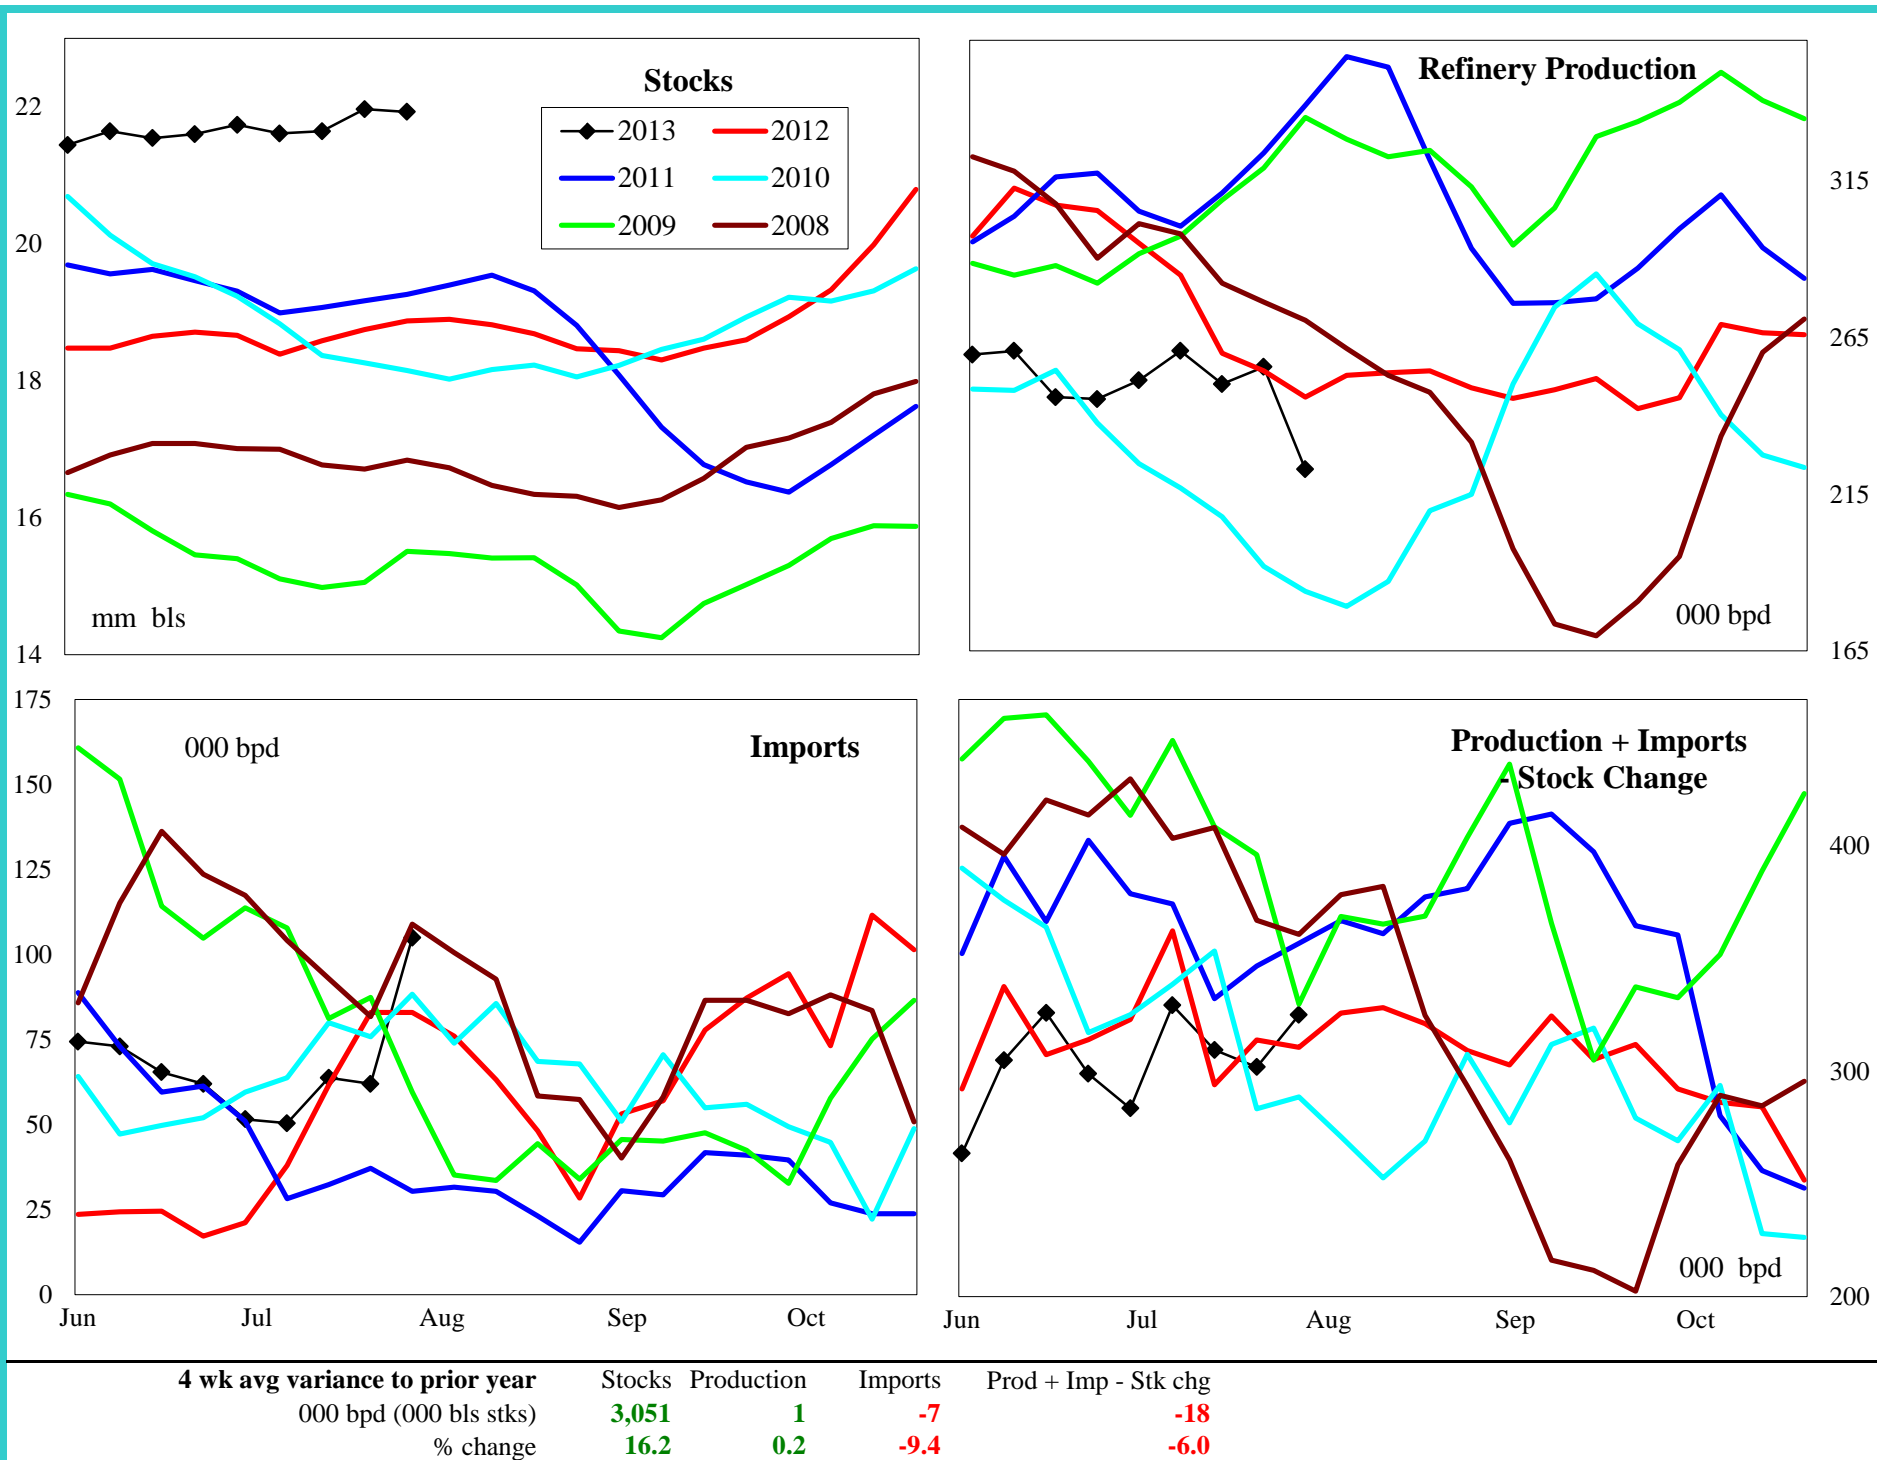 Stocks
22
20
18
16
14
2013 2012
2011 2010
2009 2008
mm bls
Refinery Production
315
265
215
165
000 bpd
175
150
125
100
75
50
25
0
000 bpd
Imports
Jun Jul Aug Sep Oct
Production + Imports
- Stock Change
400
300
200
000 bpd
Jun Jul Aug Sep Oct
4 wk avg variance to prior year Stocks Production Imports Prod + Imp - Stk chg
000 bpd (000 bls stks) 3,051 1 -7 -18
% change 16.2 0.2 -9.4 -6.0